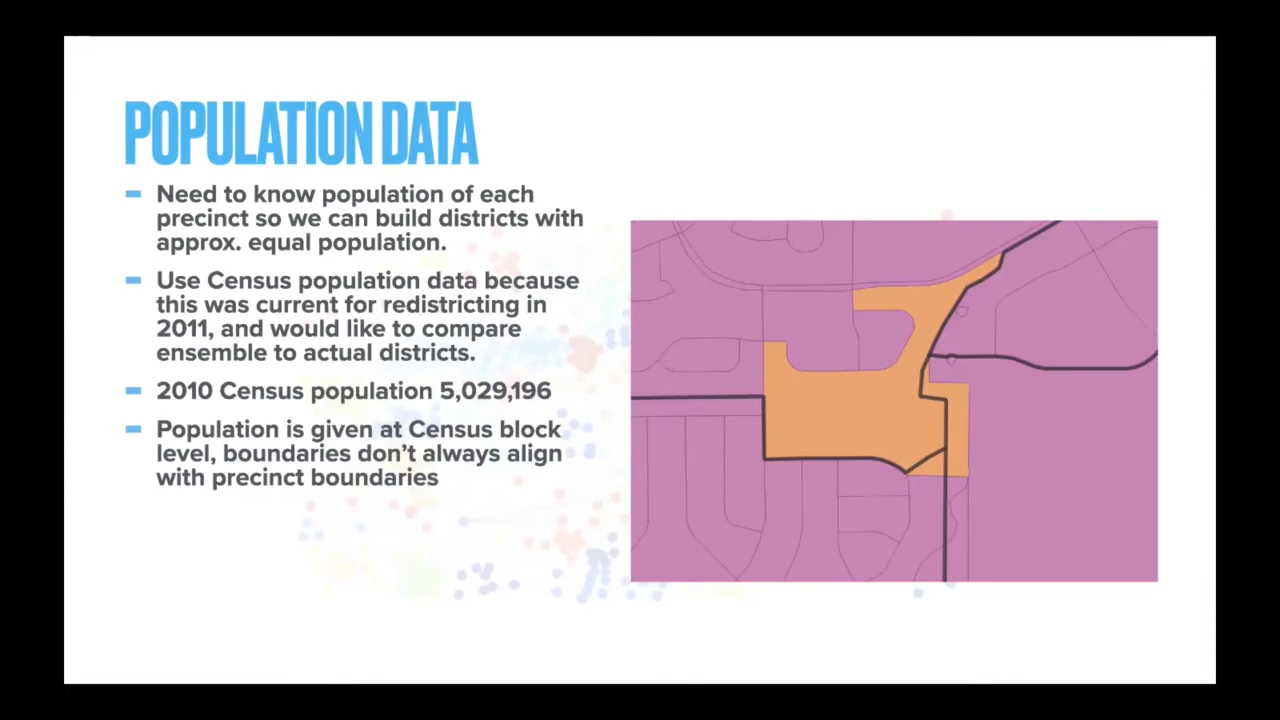 POPULATION DATA
Need to know population of each
precinct so we can build districts with
approx. equal population.
Use Census population data because
this was current for redistricting in
2011, and would like to compare
ensemble to actual districts.
2010 Census population 5,029,196
Population is given at Census block
level, boundaries don’t always align
with precinct boundaries